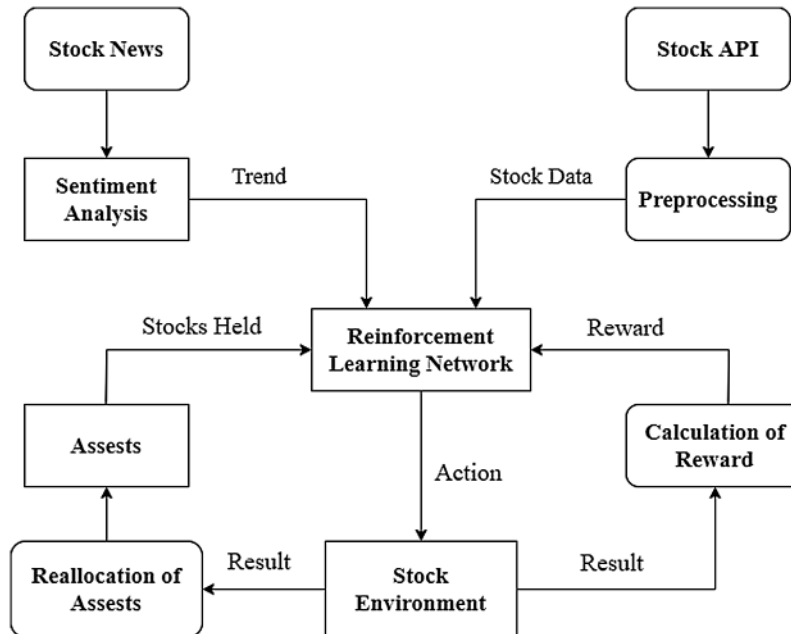 Stock News
Stock API
Sentiment
Analysis
Trend
Stock Data
Preprocessing
Stocks Held
Reinforcement
Learning Network
Reward
Assests
Action
Calculation of
Reward
Reallocation of
Assests
Result
Stock
Environment
Result